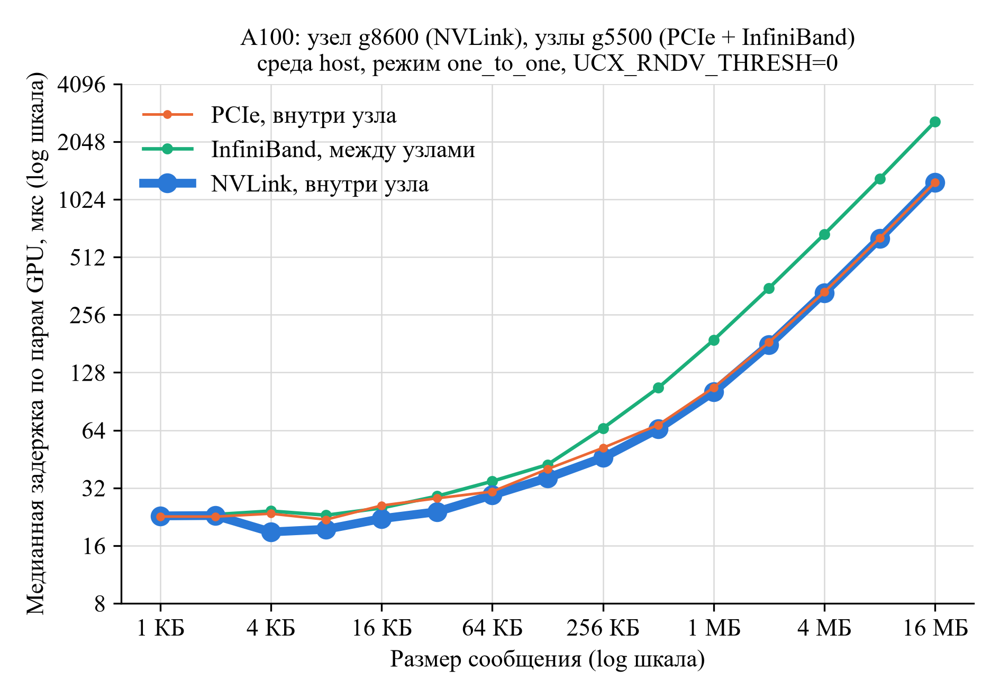 A100: узел g8600 (NVLink), узлы g5500 (PCIe + InfiniBand)
среда host, режим one_to_one, UCX_RNDV_THRESH=0
Медианная задержка по парам GPU, мкс (log шкала)
4096
2048
1024
512
256
128
64
32
16
8
PCIe, внутри узла
InfiniBand, между узлами
NVLink, внутри узла
1 КБ
4 КБ
16 КБ
64 КБ
256 КБ
1 МБ
4 МБ
16 МБ
Размер сообщения (log шкала)